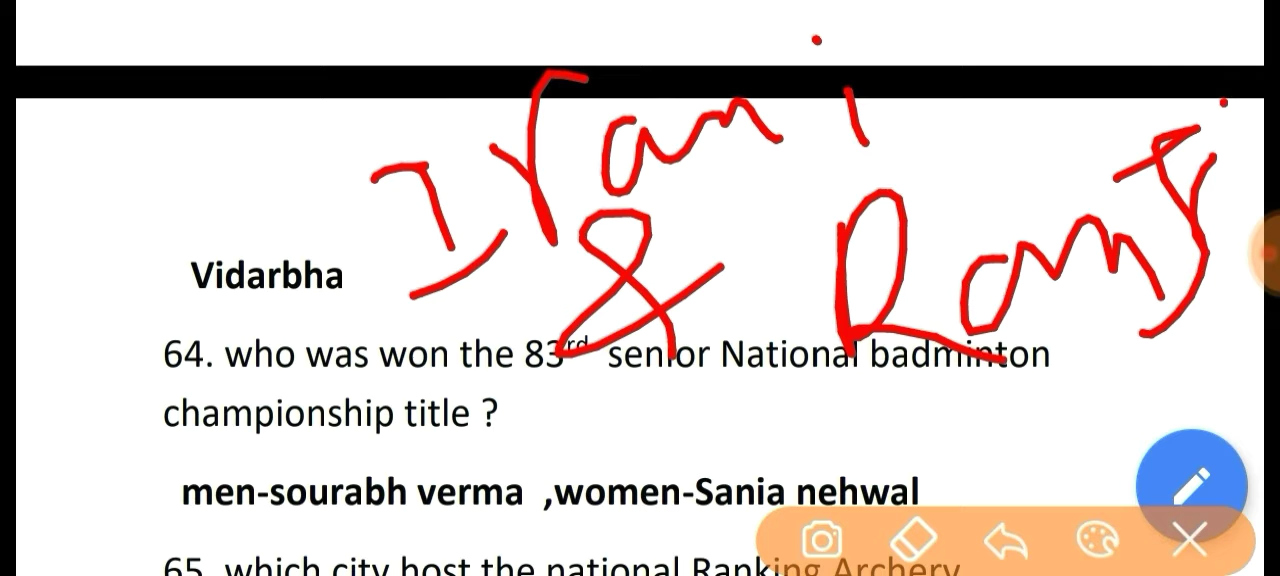 Irani
& Ranji
Vidarbha
64. who was won the 83rd senior National badminton
championship title ?
men-sourabh verma ,women-Sania nehwal
65. which city host the national Ranking Archery